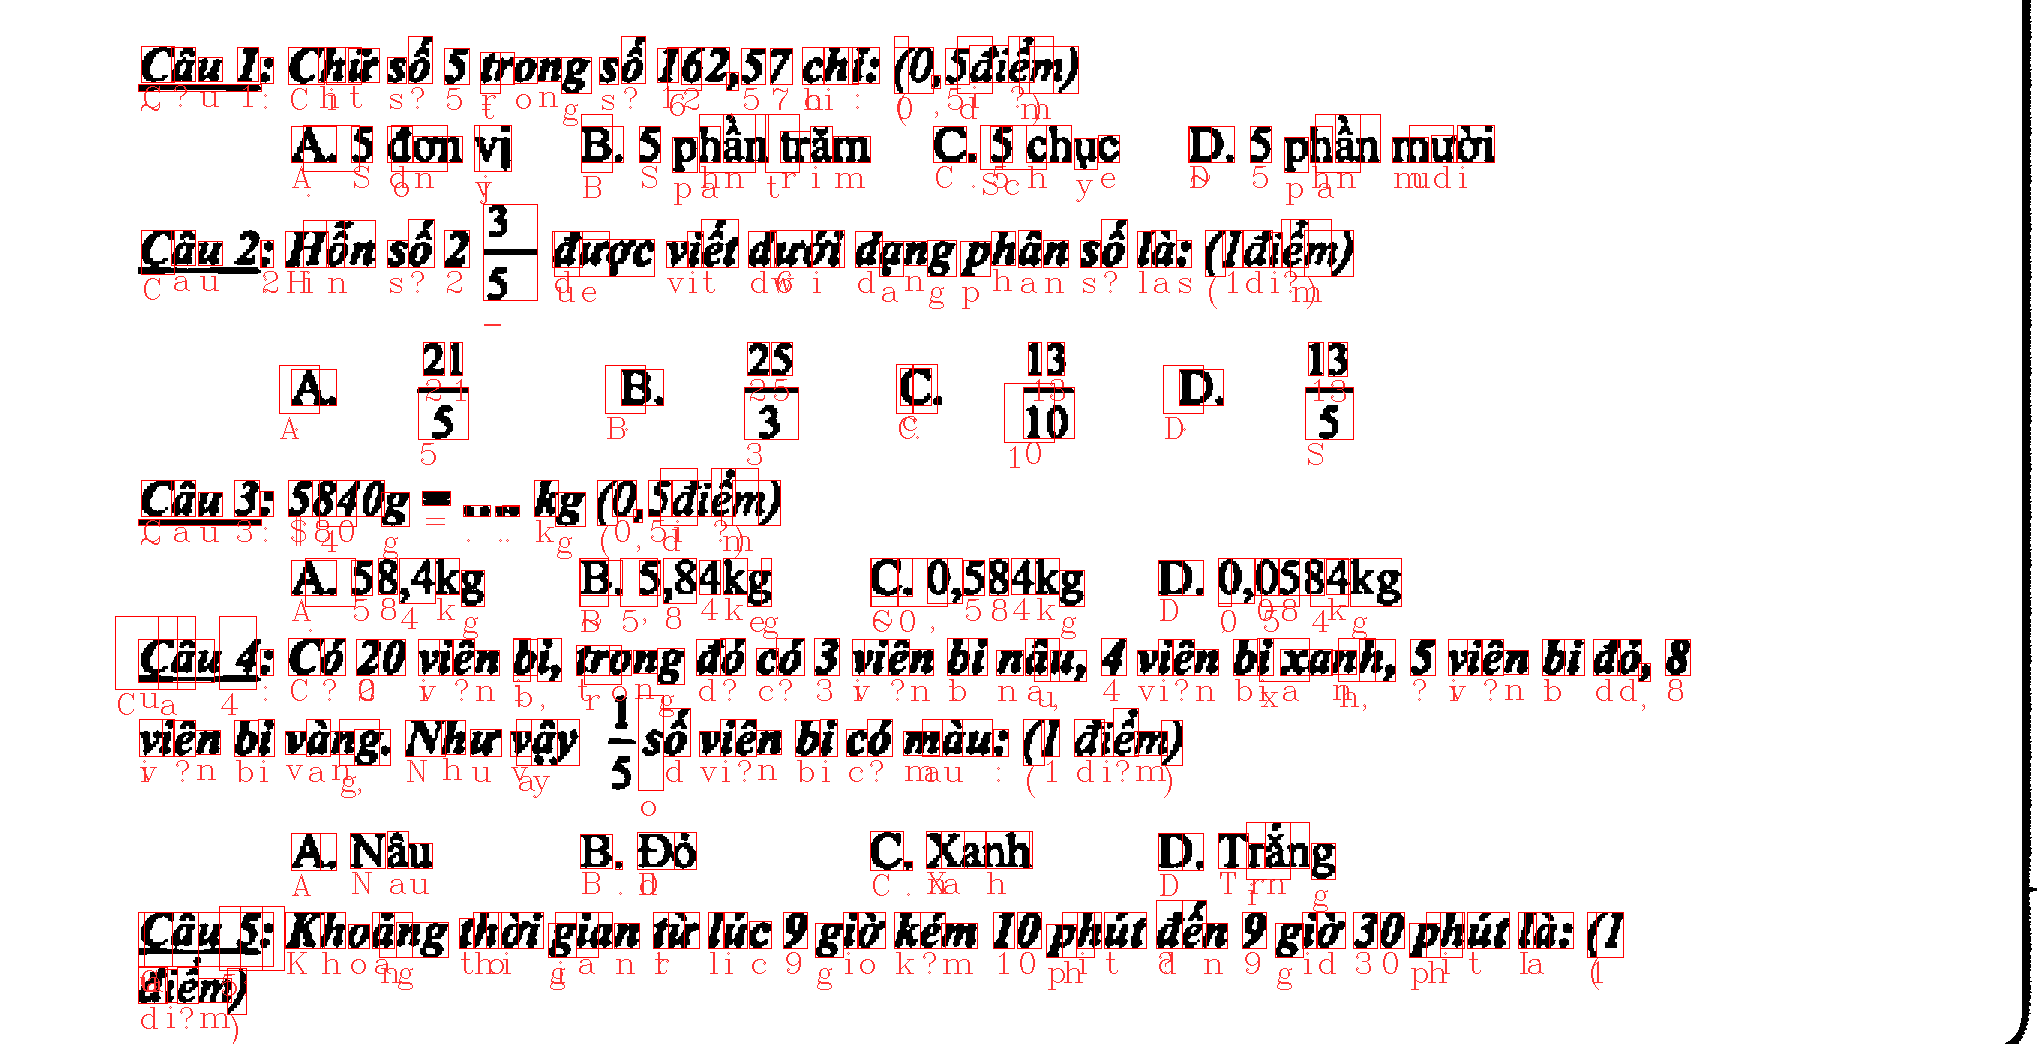 Câu 1: Chữ số 5 trong số 162,57 chỉ: (0,5điểm)
A. 5 đơn vị B. 5 phần trăm C. 5 chục D. 5 phần mười
Câu 2: Hỗn số 2 3/5 được viết dưới dạng phân số là: (1điểm)
A. 21/5 B. 25/3 C. 13/10 D. 13/5
Câu 3: 5840g = .... kg (0,5điểm)
A. 58,4kg B. 5,84kg C. 0,584kg D. 0,0584kg
Câu 4: Có 20 viên bi, trong đó có 3 viên bi nâu, 4 viên bi xanh, 5 viên bi đỏ, 8
viên bi vàng. Như vậy 1/5 số viên bi có màu: (1 điểm)
A. Nâu B. Đỏ C. Xanh D. Trắng
Câu 5: Khoảng thời gian từ lúc 9 giờ kém 10 phút đến 9 giờ 30 phút là: (1
điểm)